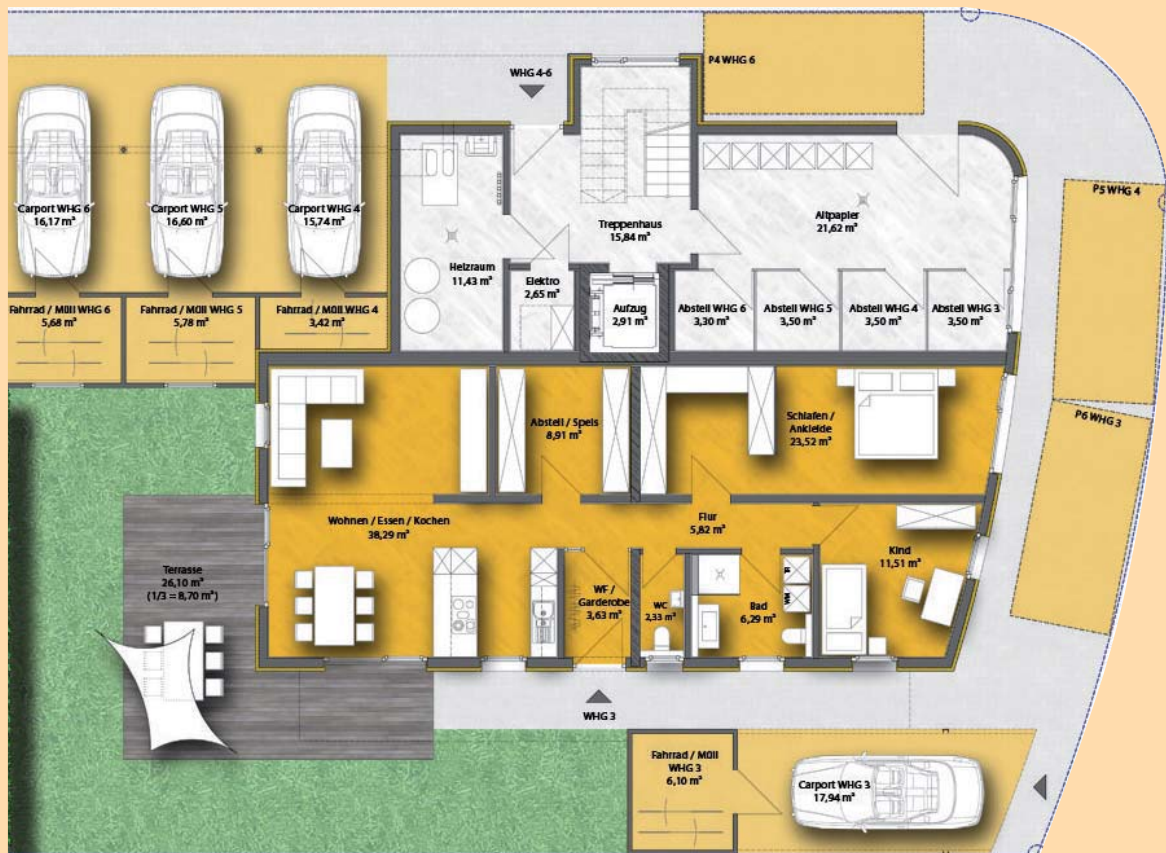 P4 WHG 6
WHG 4-6
P5 WHG 4
Carport WHG 6
16,17 m²
Carport WHG 5
16,60 m²
Carport WHG 4
15,74 m²
Altpapier
21,62 m²
Treppenhaus
15,84 m²
Heizraum
11,43 m²
Elektro
2,65 m²
Aufzug
2,91 m²
Abstell WHG 6
3,30 m²
Abstell WHG 5
3,50 m²
Abstell WHG 4
3,50 m²
Abstell WHG 3
3,50 m²
Fahrrad / Müll WHG 6
5,68 m²
Fahrrad / Müll WHG 5
5,78 m²
Fahrrad / Müll WHG 4
3,42 m²
P6 WHG 3
Abstell / Speis
8,91 m²
Schlafen /
Ankleide
23,52 m²
Wohnen / Essen / Kochen
38,29 m²
Flur
5,82 m²
Kind
11,51 m²
Terrasse
26,10 m²
(1/3 = 8,70 m²)
WF /
Garderobe
3,63 m²
WC
2,33 m²
Bad
6,29 m²
TR
WM
WHG 3
Fahrrad / Müll
WHG 3
6,10 m²
Carport WHG 3
17,94 m²